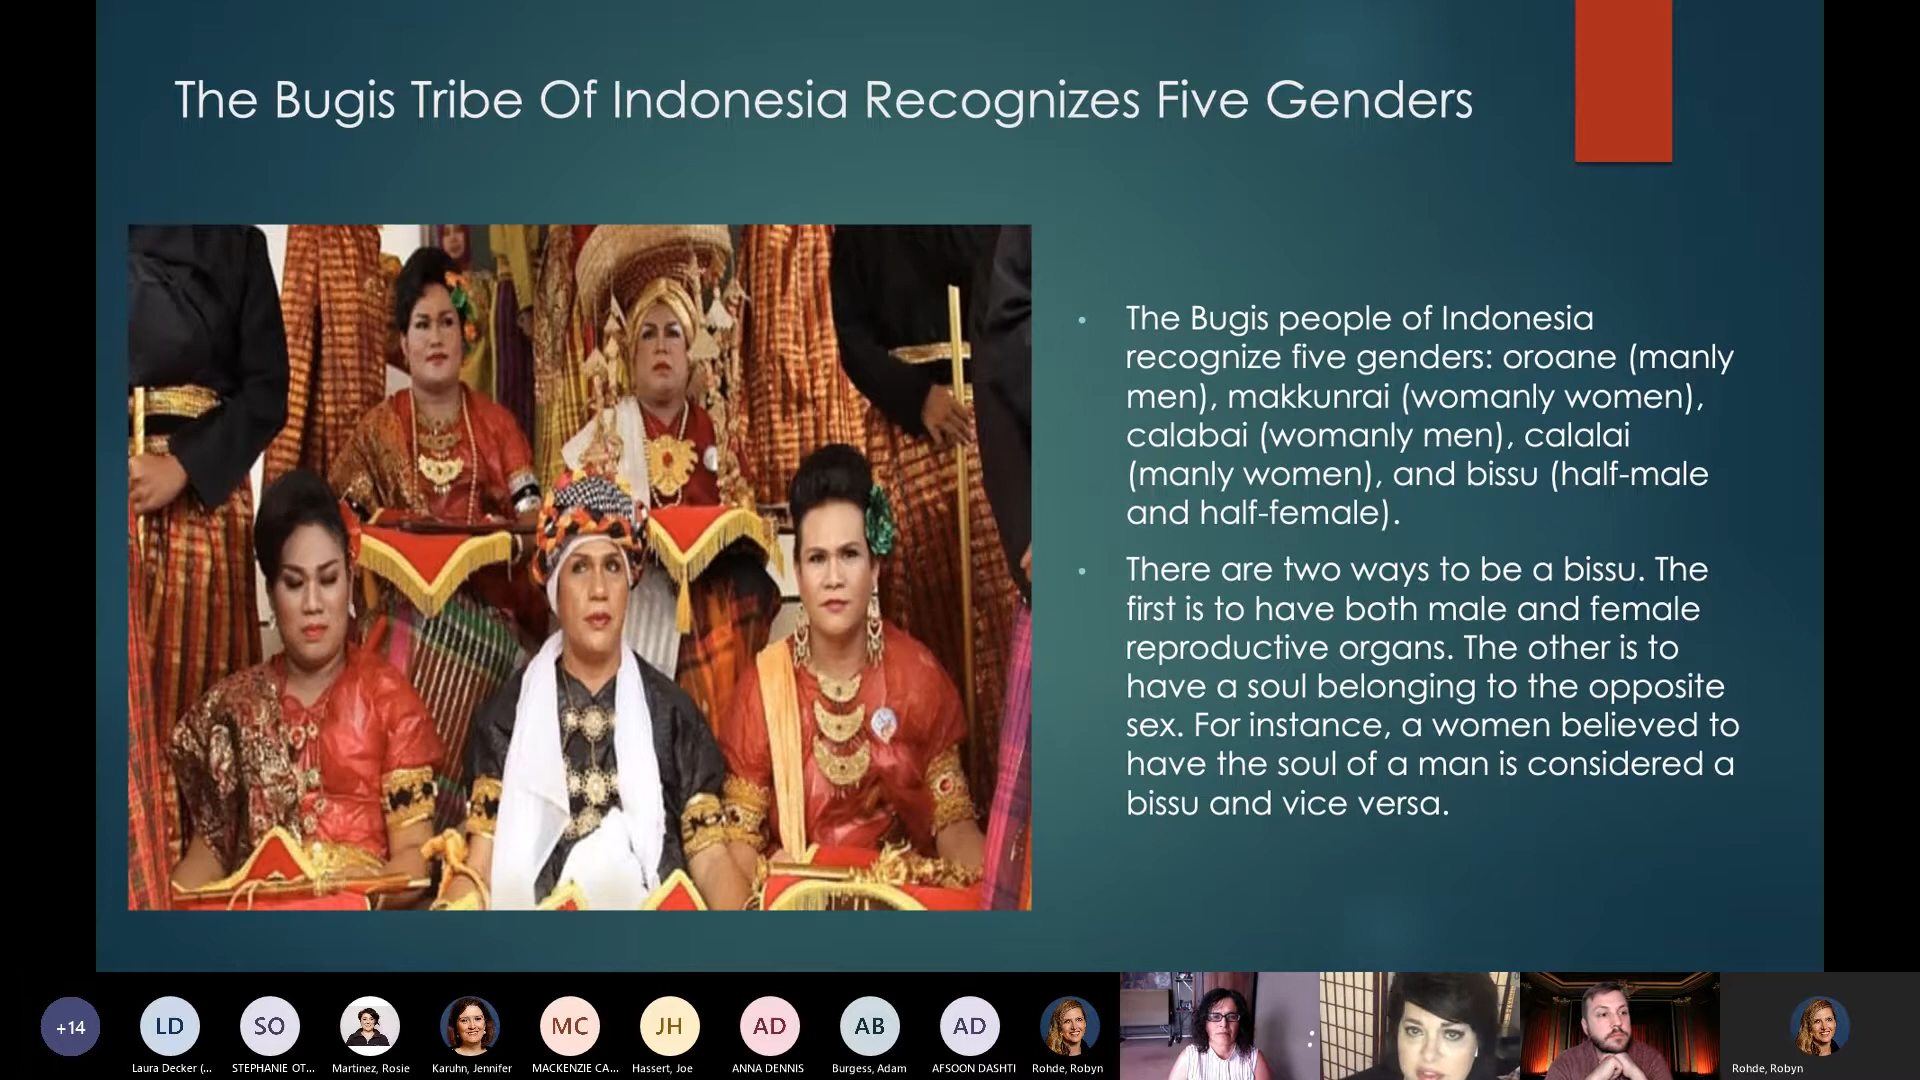 The Bugis Tribe Of Indonesia Recognizes Five Genders
• The Bugis people of Indonesia
recognize five genders: oroane (manly
men), makkunrai (womanly women),
calabai (womanly men), calalai
(manly women), and bissu (half-male
and half-female).
• There are two ways to be a bissu. The
first is to have both male and female
reproductive organs. The other is to
have a soul belonging to the opposite
sex. For instance, a women believed to
have the soul of a man is considered a
bissu and vice versa.
+14
LD
SO
MC
JH
AD
AB
AD
Laura Decker (...
STEPHANIE OT...
Martinez, Rosie
Karuhn, Jennifer
MACKENZIE CA...
Hassert, Joe
ANNA DENNIS
Burgess, Adam
AFSOON DASHTI
Rohde, Robyn
Rohde, Robyn